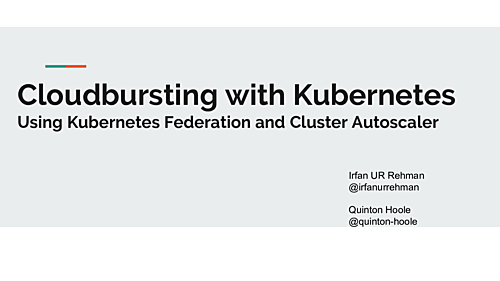 Cloudbursting with Kubernetes
Using Kubernetes Federation and Cluster Autoscaler
Irfan UR Rehman
@irfanurrehman
Quinton Hoole
@quinton-hoole